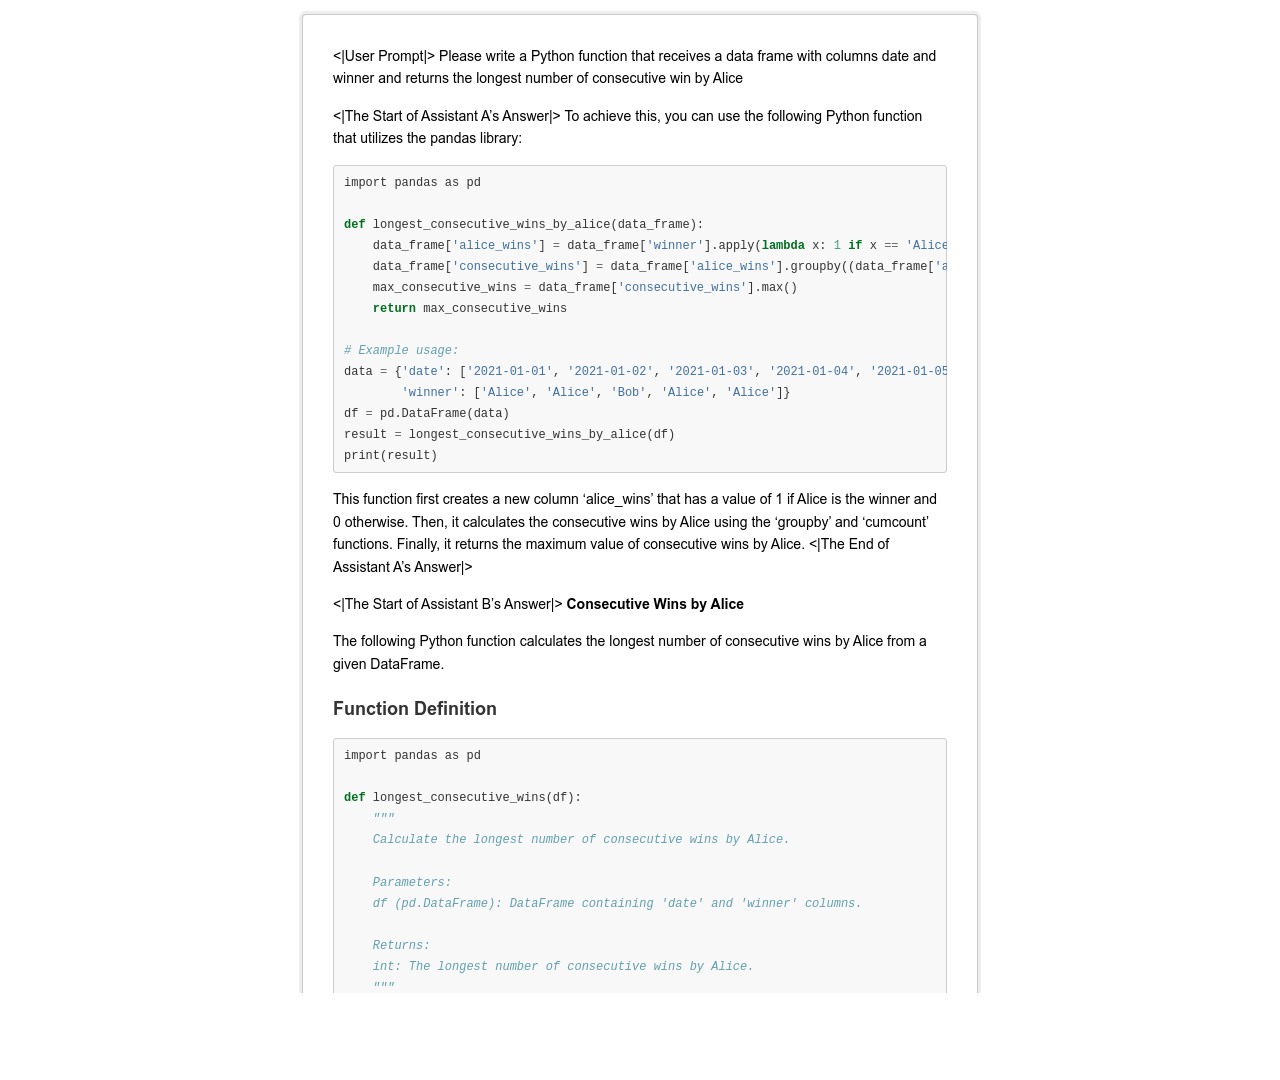 <|User Prompt|> Please write a Python function that receives a data frame with columns date and
winner and returns the longest number of consecutive win by Alice
<|The Start of Assistant A’s Answer|> To achieve this, you can use the following Python function
that utilizes the pandas library:
import pandas as pd
def longest_consecutive_wins_by_alice(data_frame):
    data_frame['alice_wins'] = data_frame['winner'].apply(lambda x: 1 if x == 'Alice
    data_frame['consecutive_wins'] = data_frame['alice_wins'].groupby((data_frame['a
    max_consecutive_wins = data_frame['consecutive_wins'].max()
    return max_consecutive_wins
# Example usage:
data = {'date': ['2021-01-01', '2021-01-02', '2021-01-03', '2021-01-04', '2021-01-05
        'winner': ['Alice', 'Alice', 'Bob', 'Alice', 'Alice']}
df = pd.DataFrame(data)
result = longest_consecutive_wins_by_alice(df)
print(result)
This function first creates a new column ‘alice_wins’ that has a value of 1 if Alice is the winner and
0 otherwise. Then, it calculates the consecutive wins by Alice using the ‘groupby’ and ‘cumcount’
functions. Finally, it returns the maximum value of consecutive wins by Alice. <|The End of
Assistant A’s Answer|>
<|The Start of Assistant B’s Answer|> Consecutive Wins by Alice
The following Python function calculates the longest number of consecutive wins by Alice from a
given DataFrame.
Function Definition
import pandas as pd
def longest_consecutive_wins(df):
    """
    Calculate the longest number of consecutive wins by Alice.
    Parameters:
    df (pd.DataFrame): DataFrame containing 'date' and 'winner' columns.
    Returns:
    int: The longest number of consecutive wins by Alice.
    """